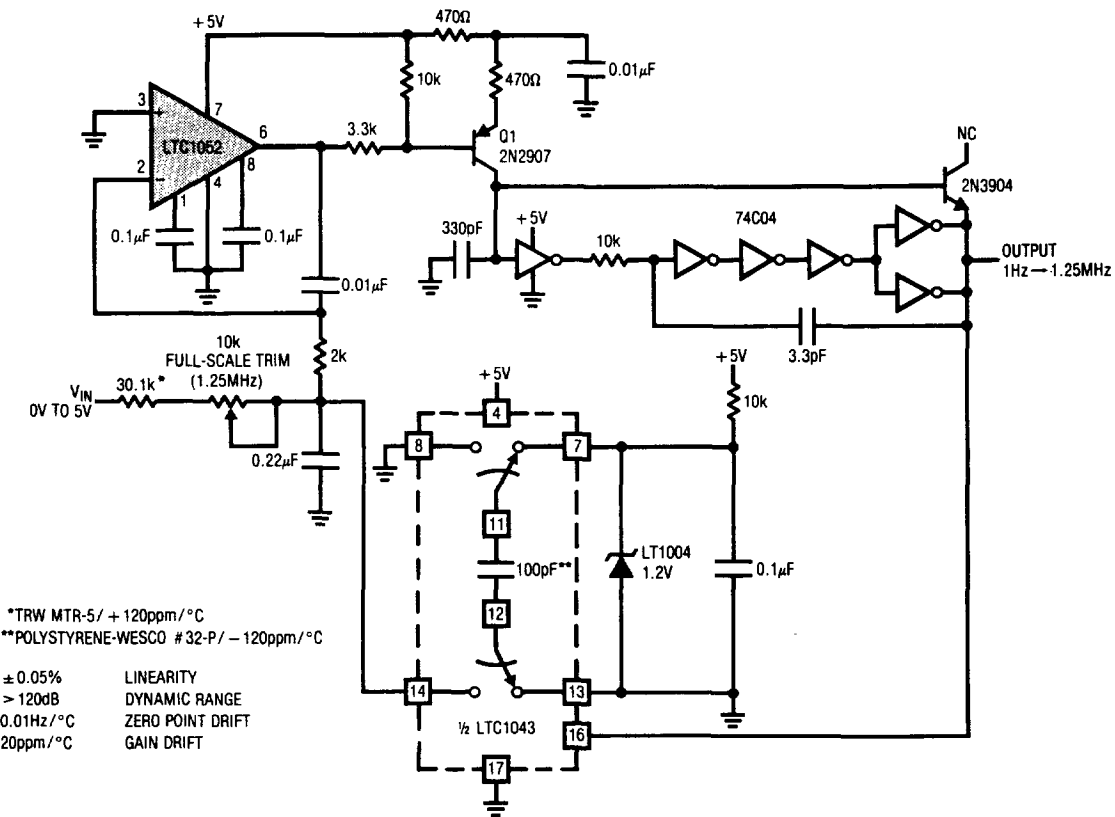 +5V
470Ω
10k
470Ω
0.01μF
3
+
7
LTC1052
6
2
−
8
1
4
3.3k
Q1
2N2907
NC
2N3904
0.1μF
0.1μF
330pF
+5V
10k
74C04
OUTPUT
1Hz→1.25MHz
0.01μF
3.3pF
10k
FULL-SCALE TRIM
(1.25MHz)
2k
VIN
0V TO 5V
30.1k*
0.22μF
+5V
4
8
7
+5V
10k
11
100pF**
12
LT1004
1.2V
0.1μF
14
13
½ LTC1043
16
17
*TRW MTR-5/+120ppm/°C
**POLYSTYRENE-WESCO #32-P/−120ppm/°C
±0.05% LINEARITY
>120dB DYNAMIC RANGE
0.01Hz/°C ZERO POINT DRIFT
20ppm/°C GAIN DRIFT